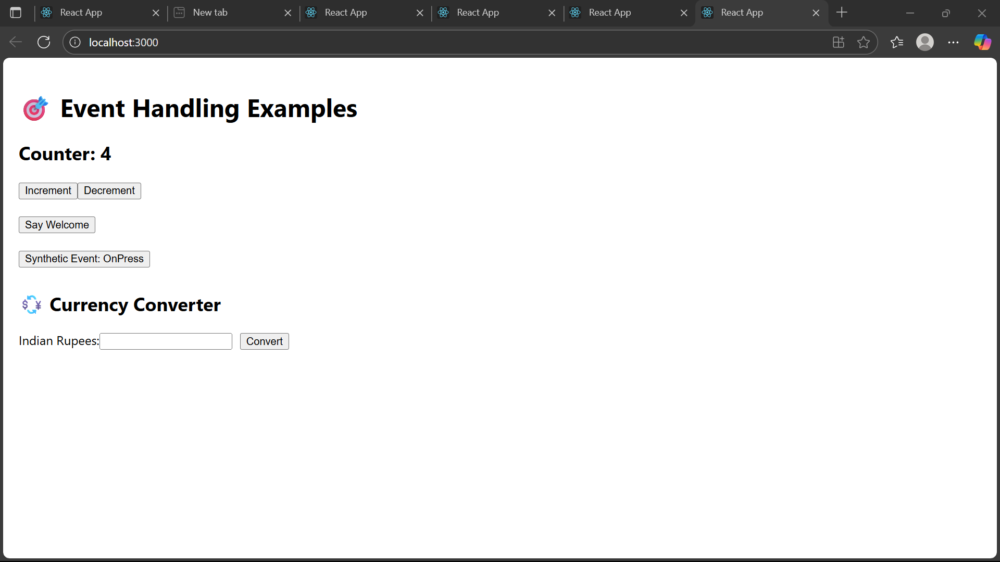 React App
New tab
React App
React App
React App
React App
localhost:3000
🎯 Event Handling Examples
Counter: 4
Increment Decrement
Say Welcome
Synthetic Event: OnPress
💱 Currency Converter
Indian Rupees: Convert